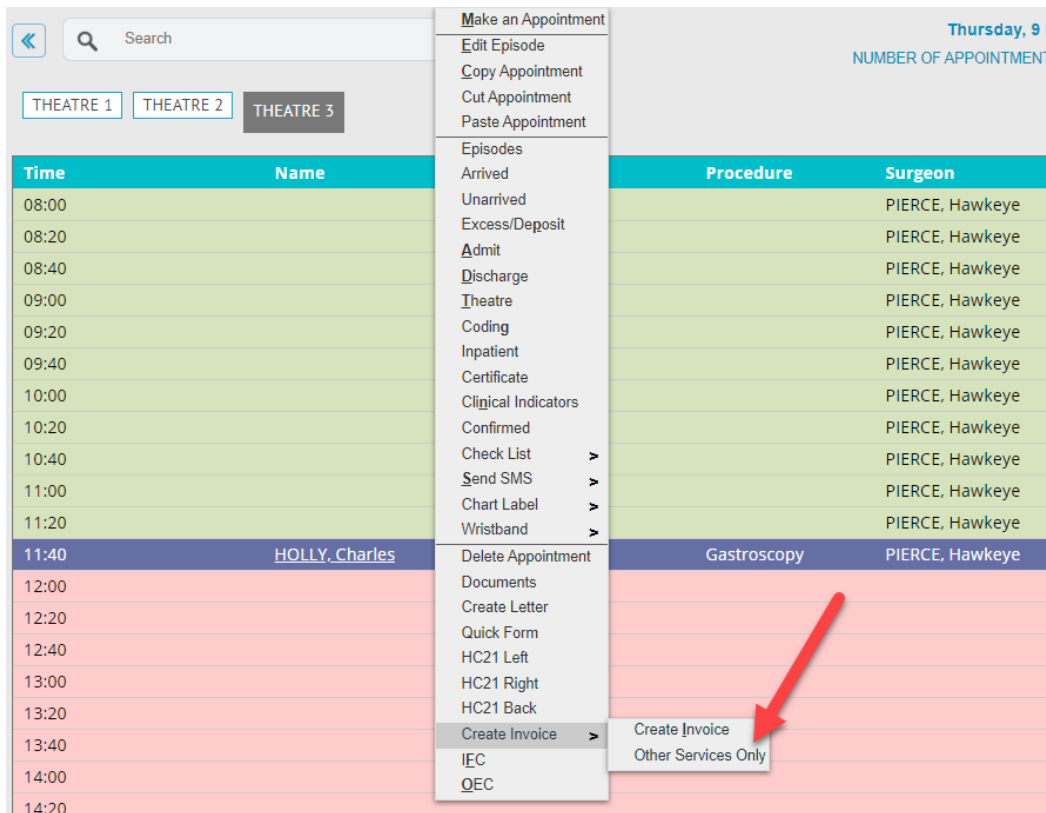 Search
Thursday, 9
NUMBER OF APPOINTMENT
THEATRE 1 THEATRE 2 THEATRE 3
Time Name Procedure Surgeon
08:00 PIERCE, Hawkeye
08:20 PIERCE, Hawkeye
08:40 PIERCE, Hawkeye
09:00 PIERCE, Hawkeye
09:20 PIERCE, Hawkeye
09:40 PIERCE, Hawkeye
10:00 PIERCE, Hawkeye
10:20 PIERCE, Hawkeye
10:40 PIERCE, Hawkeye
11:00 PIERCE, Hawkeye
11:20 PIERCE, Hawkeye
11:40 HOLLY, Charles Gastroscopy PIERCE, Hawkeye
12:00
12:20
12:40
13:00
13:20
13:40
14:00
14:20
Make an Appointment
Edit Episode
Copy Appointment
Cut Appointment
Paste Appointment
Episodes
Arrived
Unarrived
Excess/Deposit
Admit
Discharge
Theatre
Coding
Inpatient
Certificate
Clinical Indicators
Confirmed
Check List >
Send SMS >
Chart Label >
Wristband >
Delete Appointment
Documents
Create Letter
Quick Form
HC21 Left
HC21 Right
HC21 Back
Create Invoice >
IFC
OEC
Create Invoice
Other Services Only